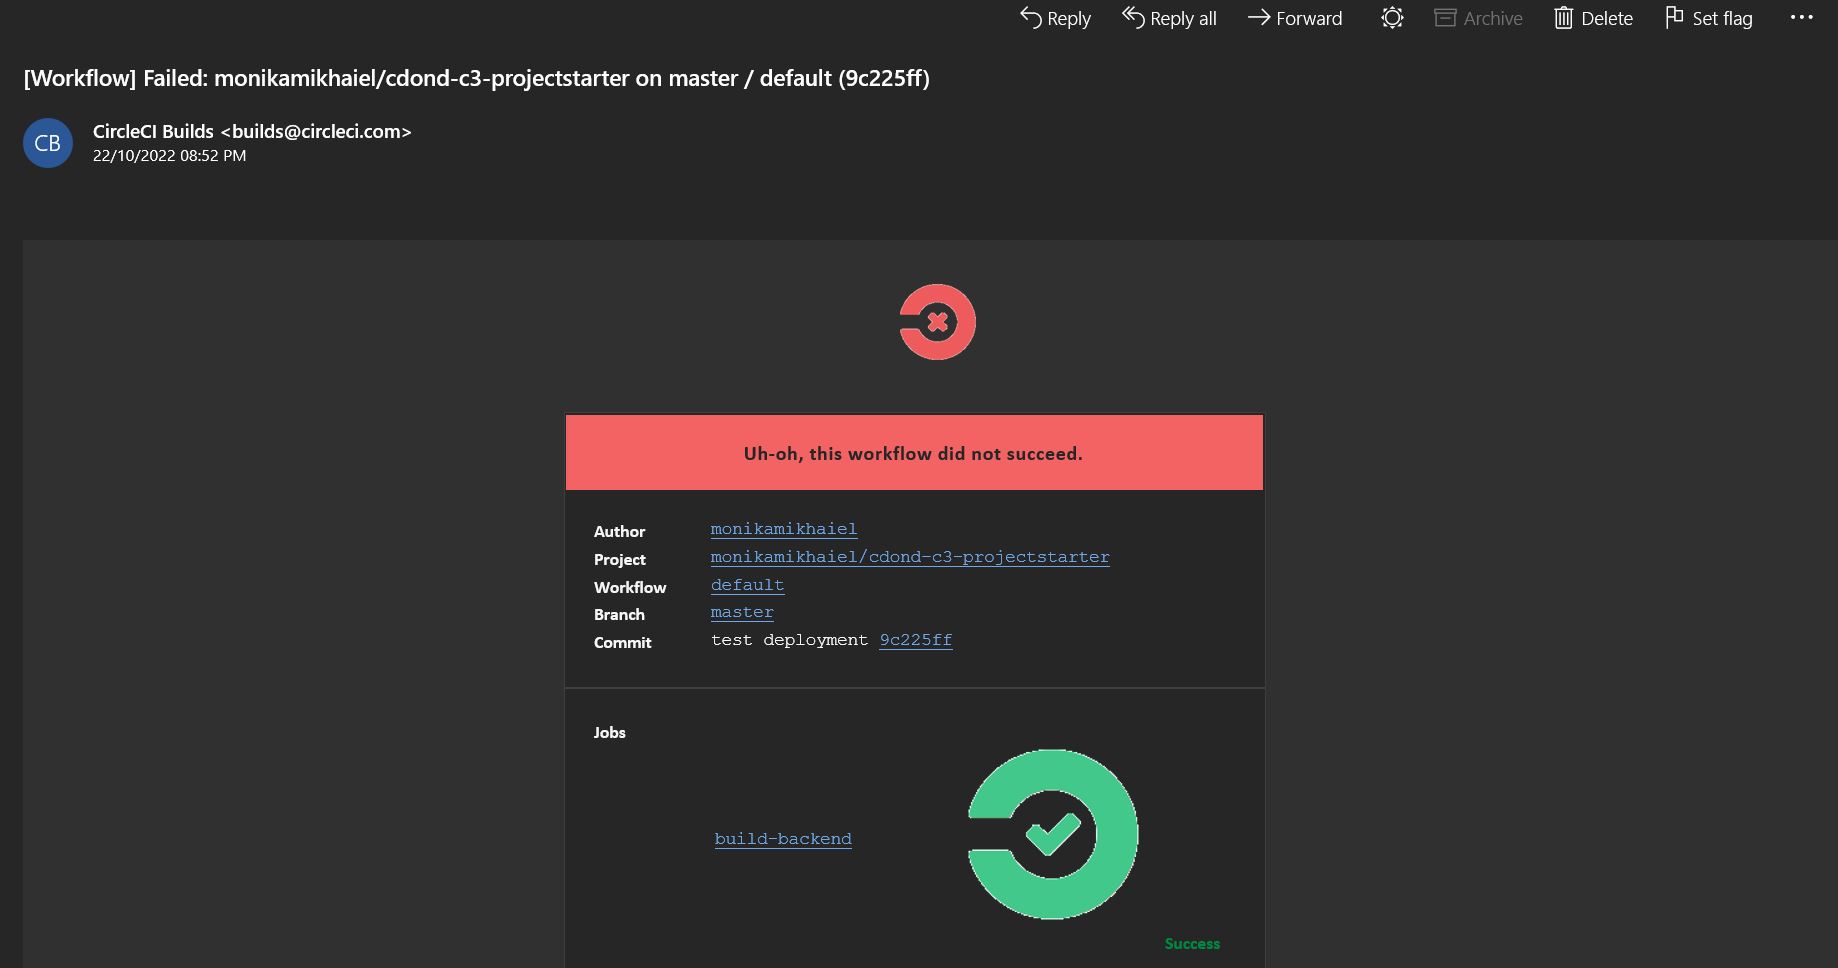 Reply Reply all Forward Archive Delete Set flag
[Workflow] Failed: monikamikhaiel/cdond-c3-projectstarter on master / default (9c225ff)
CB
CircleCI Builds <builds@circleci.com>
22/10/2022 08:52 PM
Uh-oh, this workflow did not succeed.
Author monikamikhaiel
Project monikamikhaiel/cdond-c3-projectstarter
Workflow default
Branch master
Commit test deployment 9c225ff
Jobs
build-backend
Success